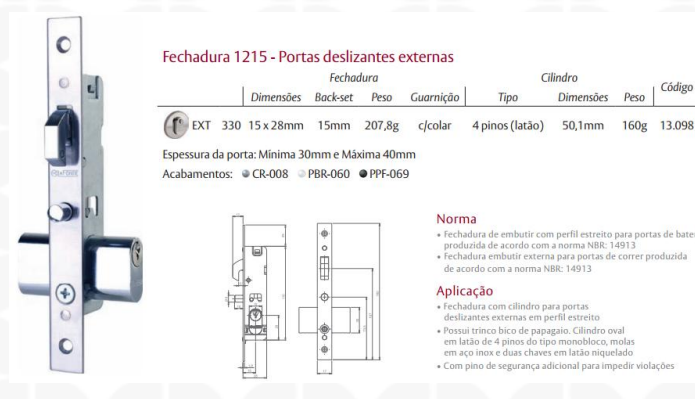 Fechadura 1215 - Portas deslizantes externas
Fechadura Cilindro
Dimensões Back-set Peso Guarnição Tipo Dimensões Peso Código
EXT 330 15 x 28mm 15mm 207,8g c/colar 4 pinos (latão) 50,1mm 160g 13.098
Espessura da porta: Mínima 30mm e Máxima 40mm
Acabamentos: CR-008 PBR-060 PPF-069
Norma
• Fechadura de embutir com perfil estreito para portas de bater
produzida de acordo com a norma NBR: 14913
• Fechadura embutir externa para portas de correr produzida
de acordo com a norma NBR: 14913
Aplicação
• Fechadura com cilindro para portas
deslizantes externas em perfil estreito
• Possui trinco bico de papagaio. Cilindro oval
em latão de 4 pinos do tipo monobloco, molas
em aço inox e duas chaves em latão niquelado
• Com pino de segurança adicional para impedir violações